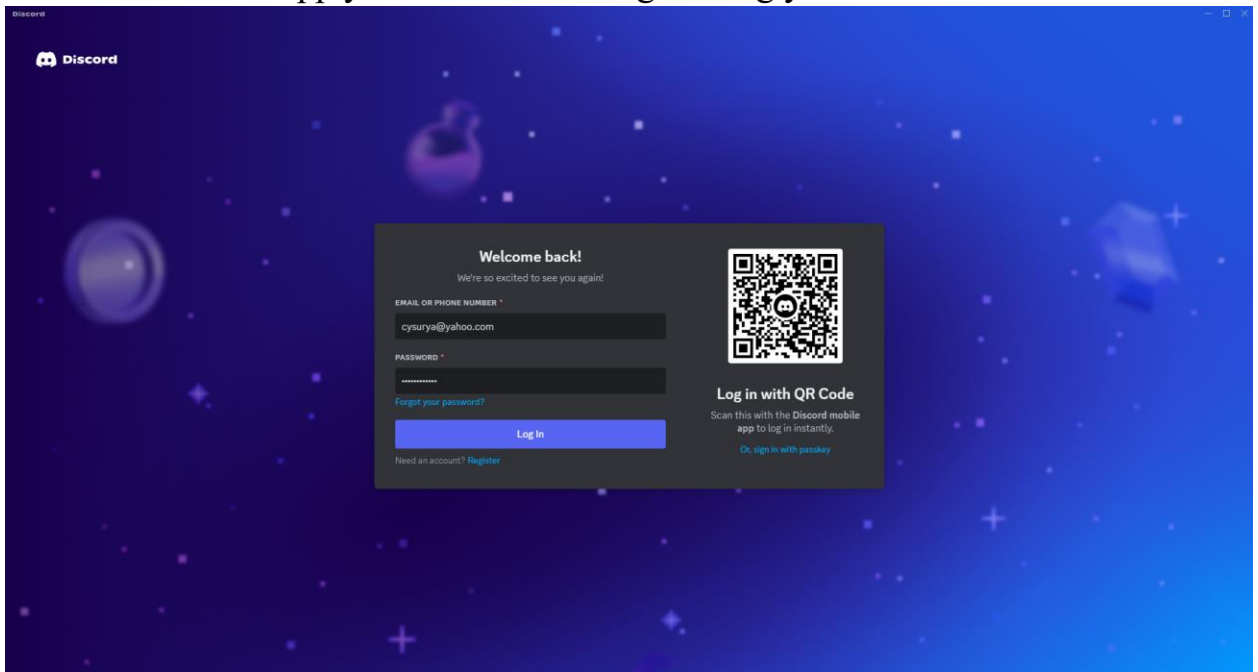 Discord
Discord
Welcome back!
We're so excited to see you again!
EMAIL OR PHONE NUMBER *
cysurya@yahoo.com
PASSWORD *
••••••••••••
Forgot your password?
Log In
Need an account? Register
Log in with QR Code
Scan this with the Discord mobile
app to log in instantly.
Or, sign in with passkey